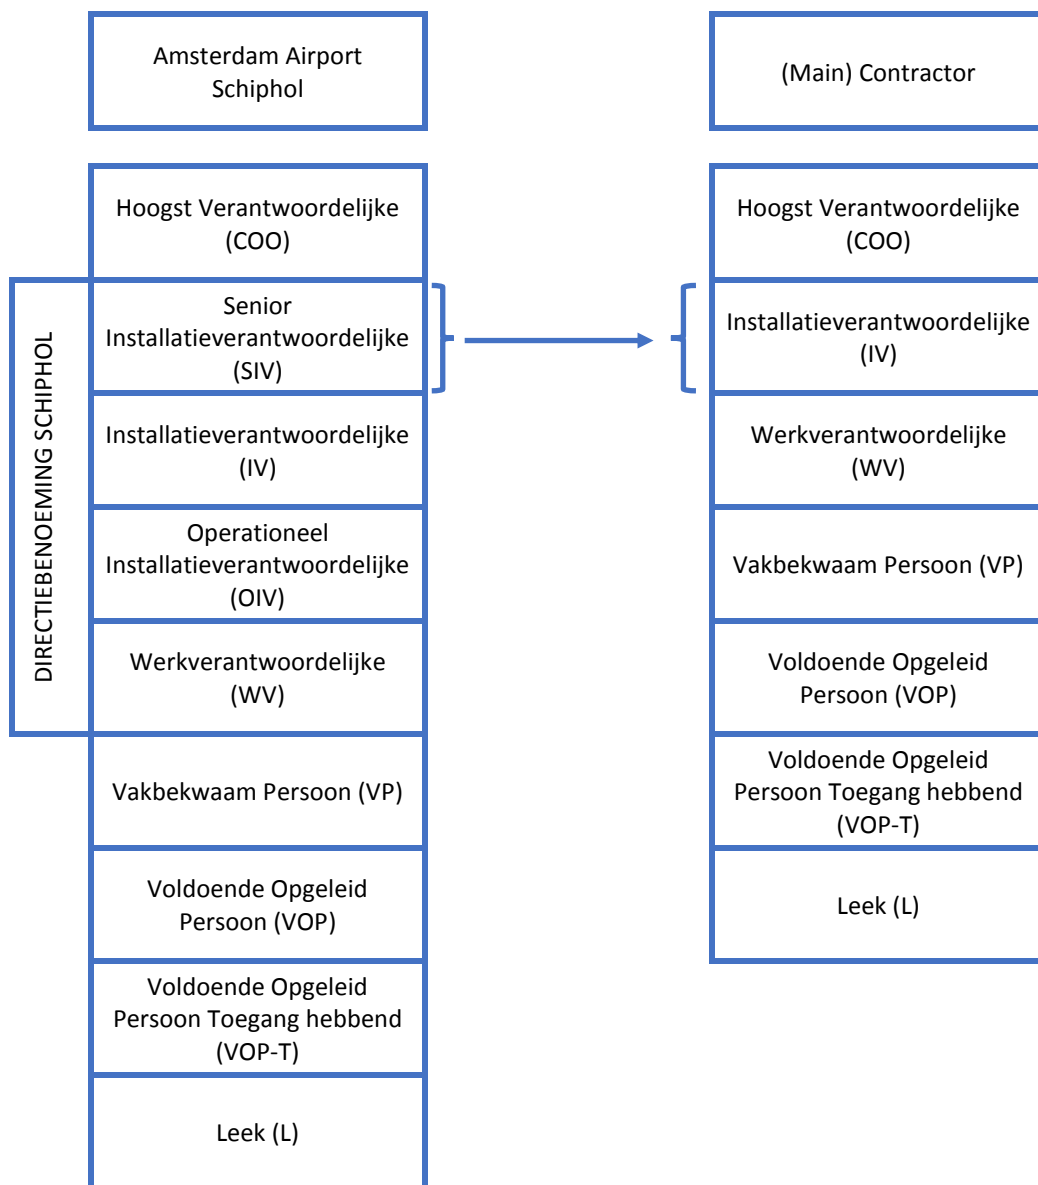 Amsterdam Airport
Schiphol
Hoogst Verantwoordelijke
(COO)
DIRECTIEBENOEMING SCHIPHOL
Senior
Installatieverantwoordelijke
(SIV)
Installatieverantwoordelijke
(IV)
Operationeel
Installatieverantwoordelijke
(OIV)
Werkverantwoordelijke
(WV)
Vakbekwaam Persoon (VP)
Voldoende Opgeleid
Persoon (VOP)
Voldoende Opgeleid
Persoon Toegang hebbend
(VOP-T)
Leek (L)
(Main) Contractor
Hoogst Verantwoordelijke
(COO)
Installatieverantwoordelijke
(IV)
Werkverantwoordelijke
(WV)
Vakbekwaam Persoon (VP)
Voldoende Opgeleid
Persoon (VOP)
Voldoende Opgeleid
Persoon Toegang hebbend
(VOP-T)
Leek (L)